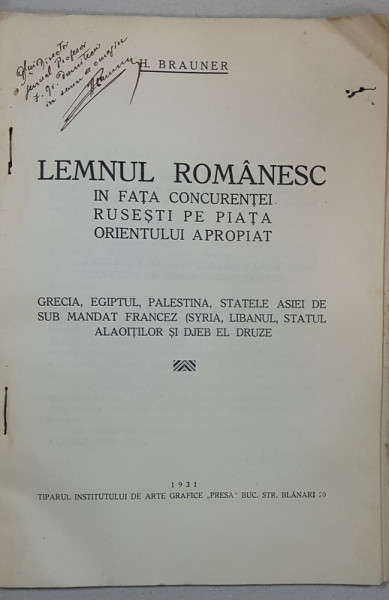 Director
Profesor
H. BRAUNER
LEMNUL ROMÂNESC
IN FAȚA CONCURENȚEI
RUSEȘTI PE PIAȚA
ORIENTULUI APROPIAT
GRECIA, EGIPTUL, PALESTINA, STATELE ASIEI DE
SUB MANDAT FRANCEZ (SYRIA, LIBANUL, STATUL
ALAOIȚILOR ȘI DJEB EL DRUZE
1931
TIPARUL INSTITUTULUI DE ARTE GRAFICE „PRESA" BUC. STR. BLĂNARI